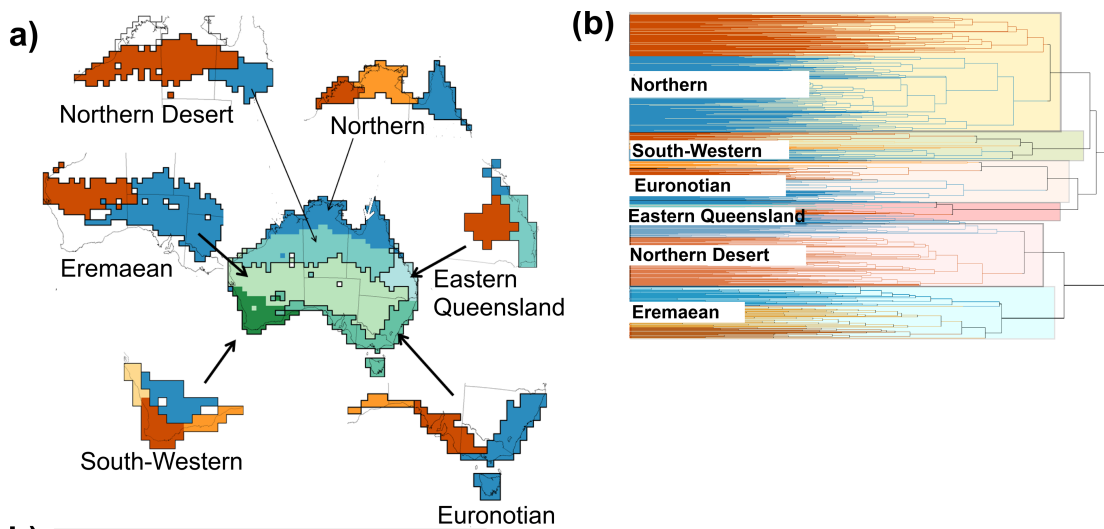 a)
Northern Desert
Northern
Eremaean
Eastern
Queensland
South-Western
Euronotian
(b)
Northern
South-Western
Euronotian
Eastern Queensland
Northern Desert
Eremaean